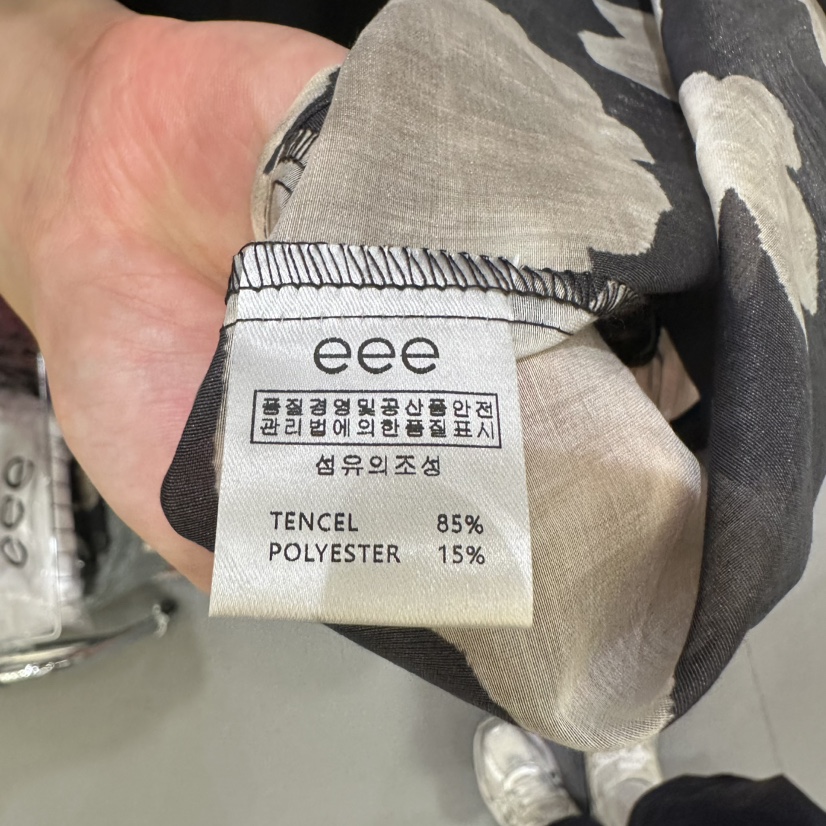 eee
품질경영및공산품안전
관리법에의한품질표시
섬유의조성
TENCEL 85%
POLYESTER 15%
eee